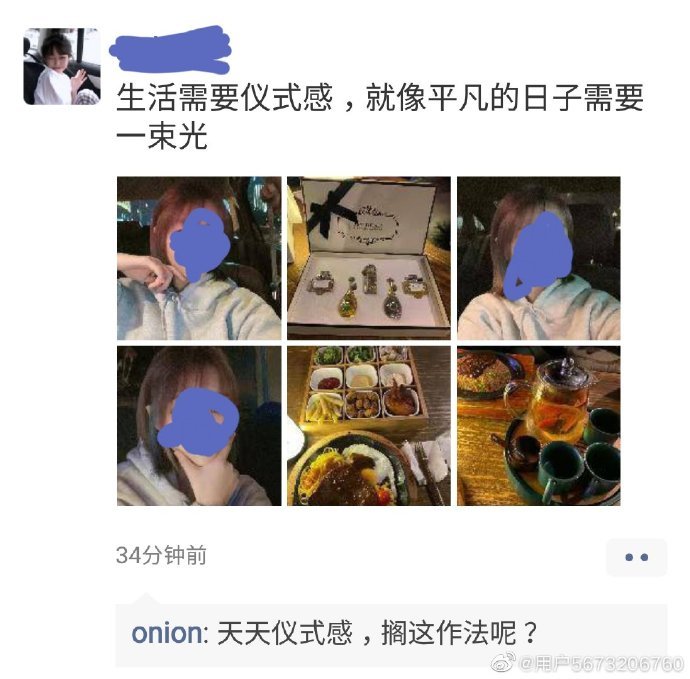 生活需要仪式感，就像平凡的日子需要
一束光
34分钟前
onion: 天天仪式感，搁这作法呢？
@用户5673206760